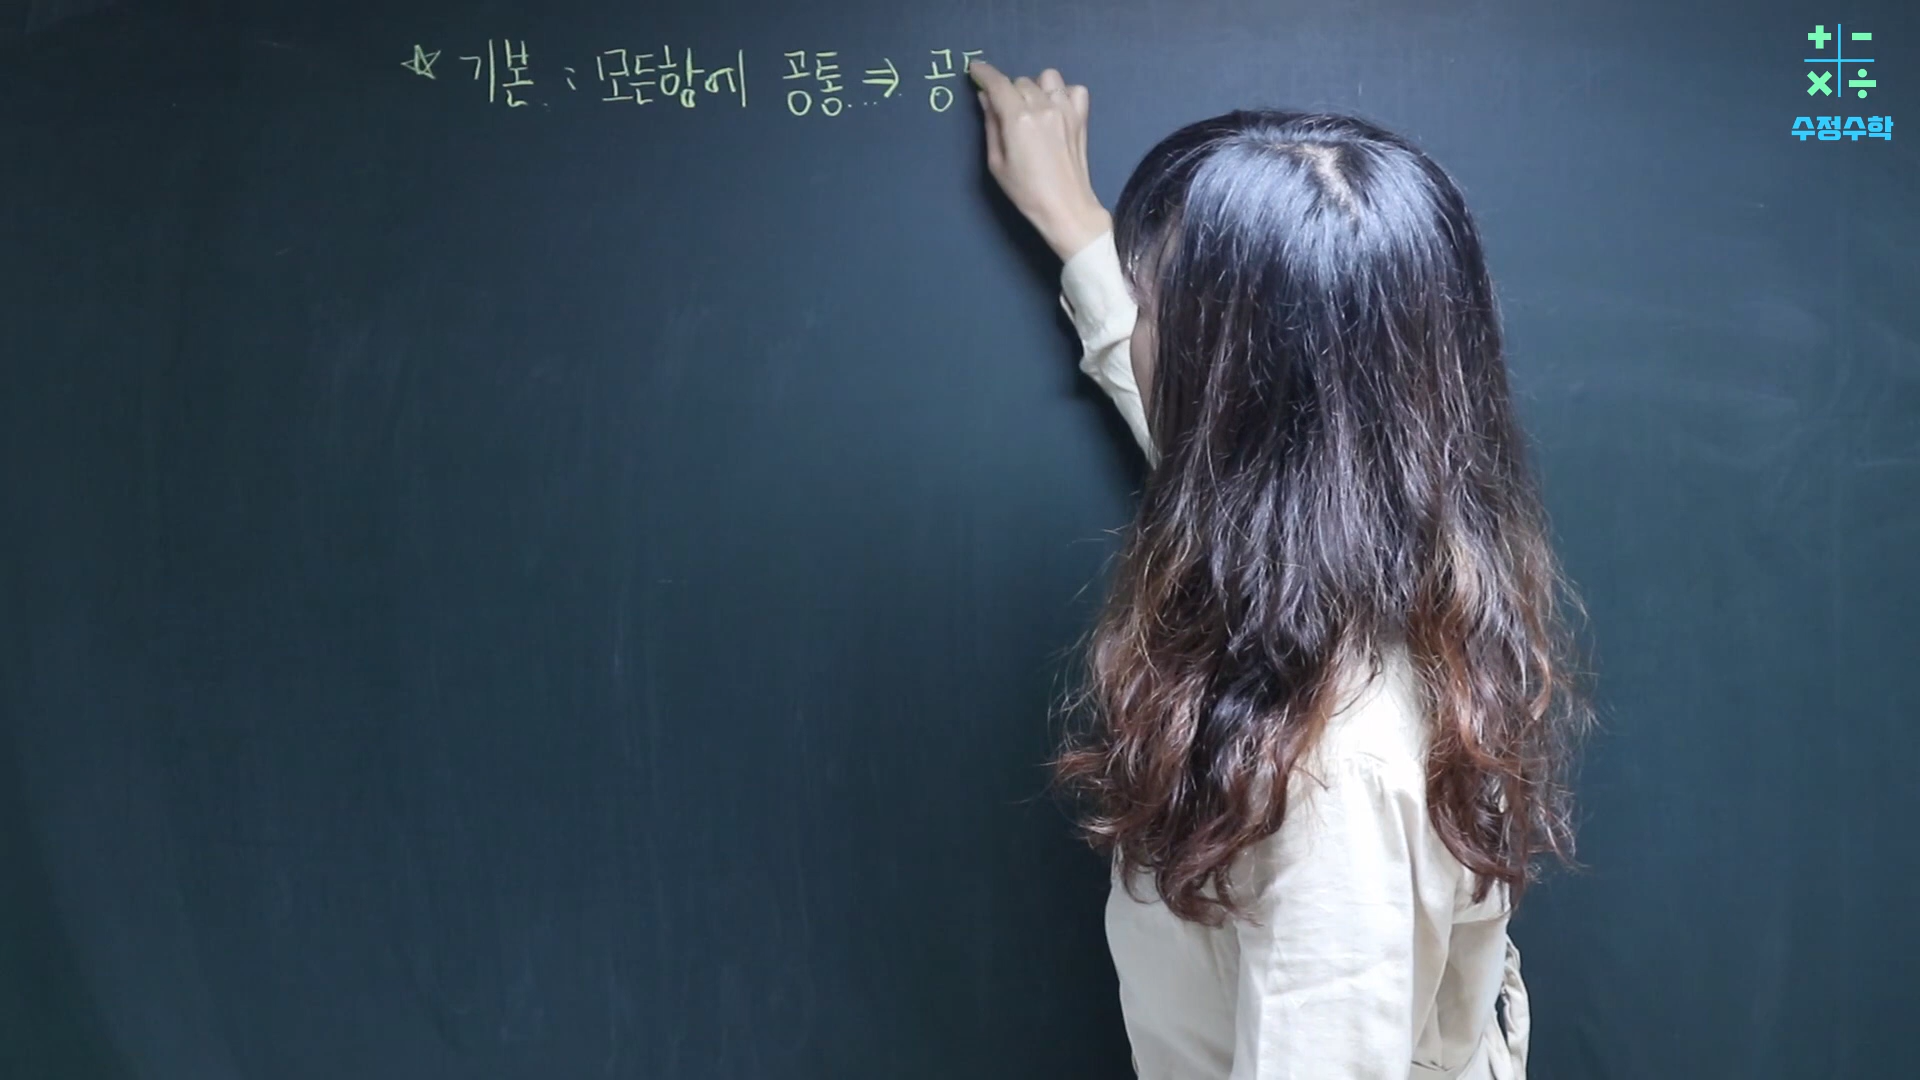 ☆ 기본 : 모든항에 공통 ⇒ 공
수정수학